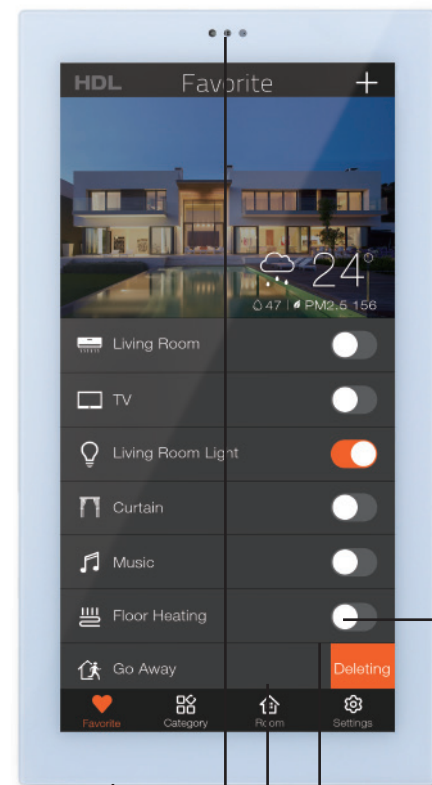 HDL Favorite +
24°
47 | PM2.5 156
Living Room
TV
Living Room Light
Curtain
Music
Floor Heating
Go Away Deleting
Favorite Category Room Settings